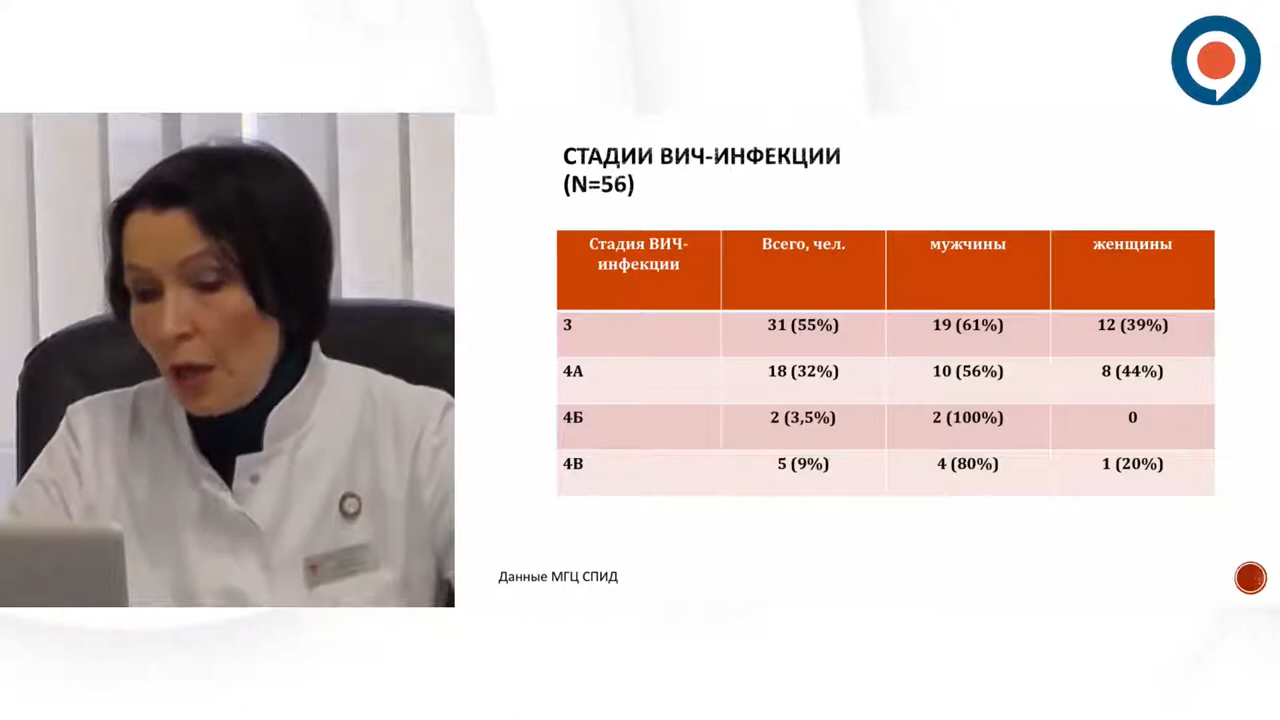 СТАДИИ ВИЧ-ИНФЕКЦИИ
(N=56)
Стадия ВИЧ-
инфекции
Всего, чел.
мужчины
женщины
3
31 (55%)
19 (61%)
12 (39%)
4А
18 (32%)
10 (56%)
8 (44%)
4Б
2 (3,5%)
2 (100%)
0
4В
5 (9%)
4 (80%)
1 (20%)
Данные МГЦ СПИД